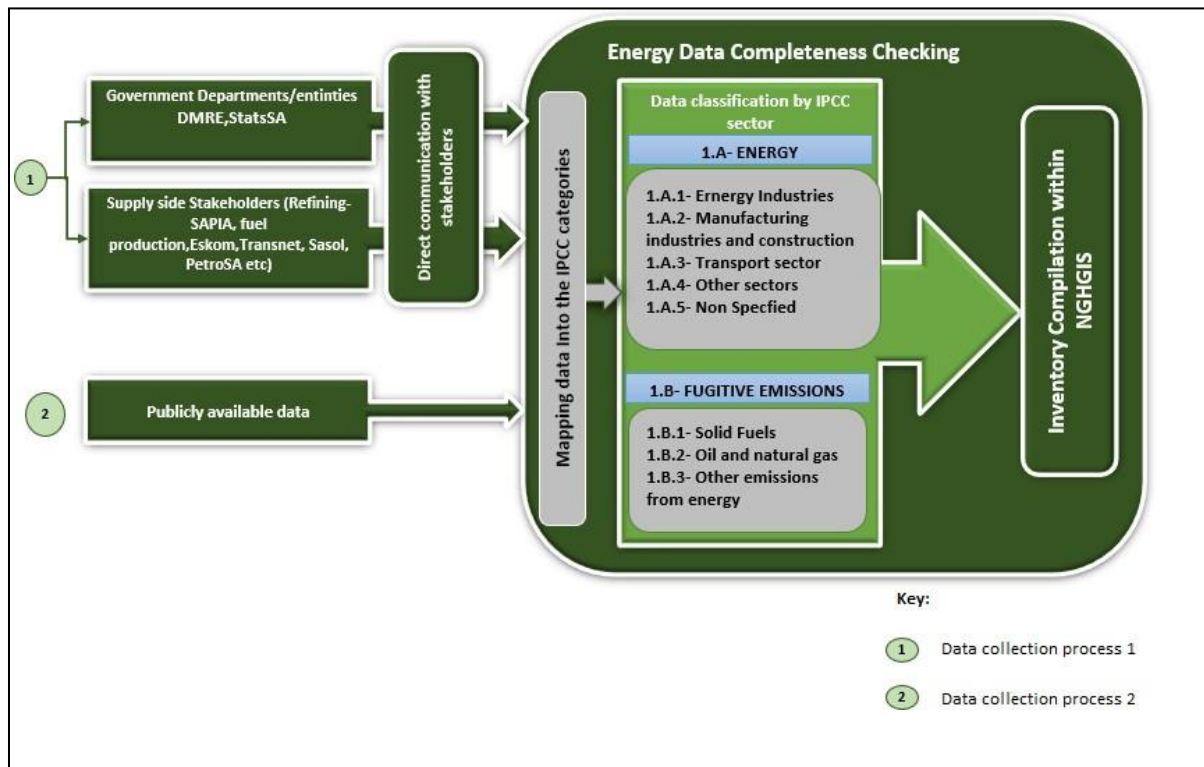 1
Government Departments/entinties
DMRE,StatsSA
Supply side Stakeholders (Refining-
SAPIA, fuel
production,Eskom,Transnet, Sasol,
PetroSA etc)
Direct communication with
stakeholders
2
Publicly available data
Energy Data Completeness Checking
Mapping data Into the IPCC categories
Data classification by IPCC
sector
1.A- ENERGY
1.A.1- Ernergy Industries
1.A.2- Manufacturing
industries and construction
1.A.3- Transport sector
1.A.4- Other sectors
1.A.5- Non Specfied
1.B- FUGITIVE EMISSIONS
1.B.1- Solid Fuels
1.B.2- Oil and natural gas
1.B.3- Other emissions
from energy
Inventory Compilation within
NGHGIS
Key:
1 Data collection process 1
2 Data collection process 2